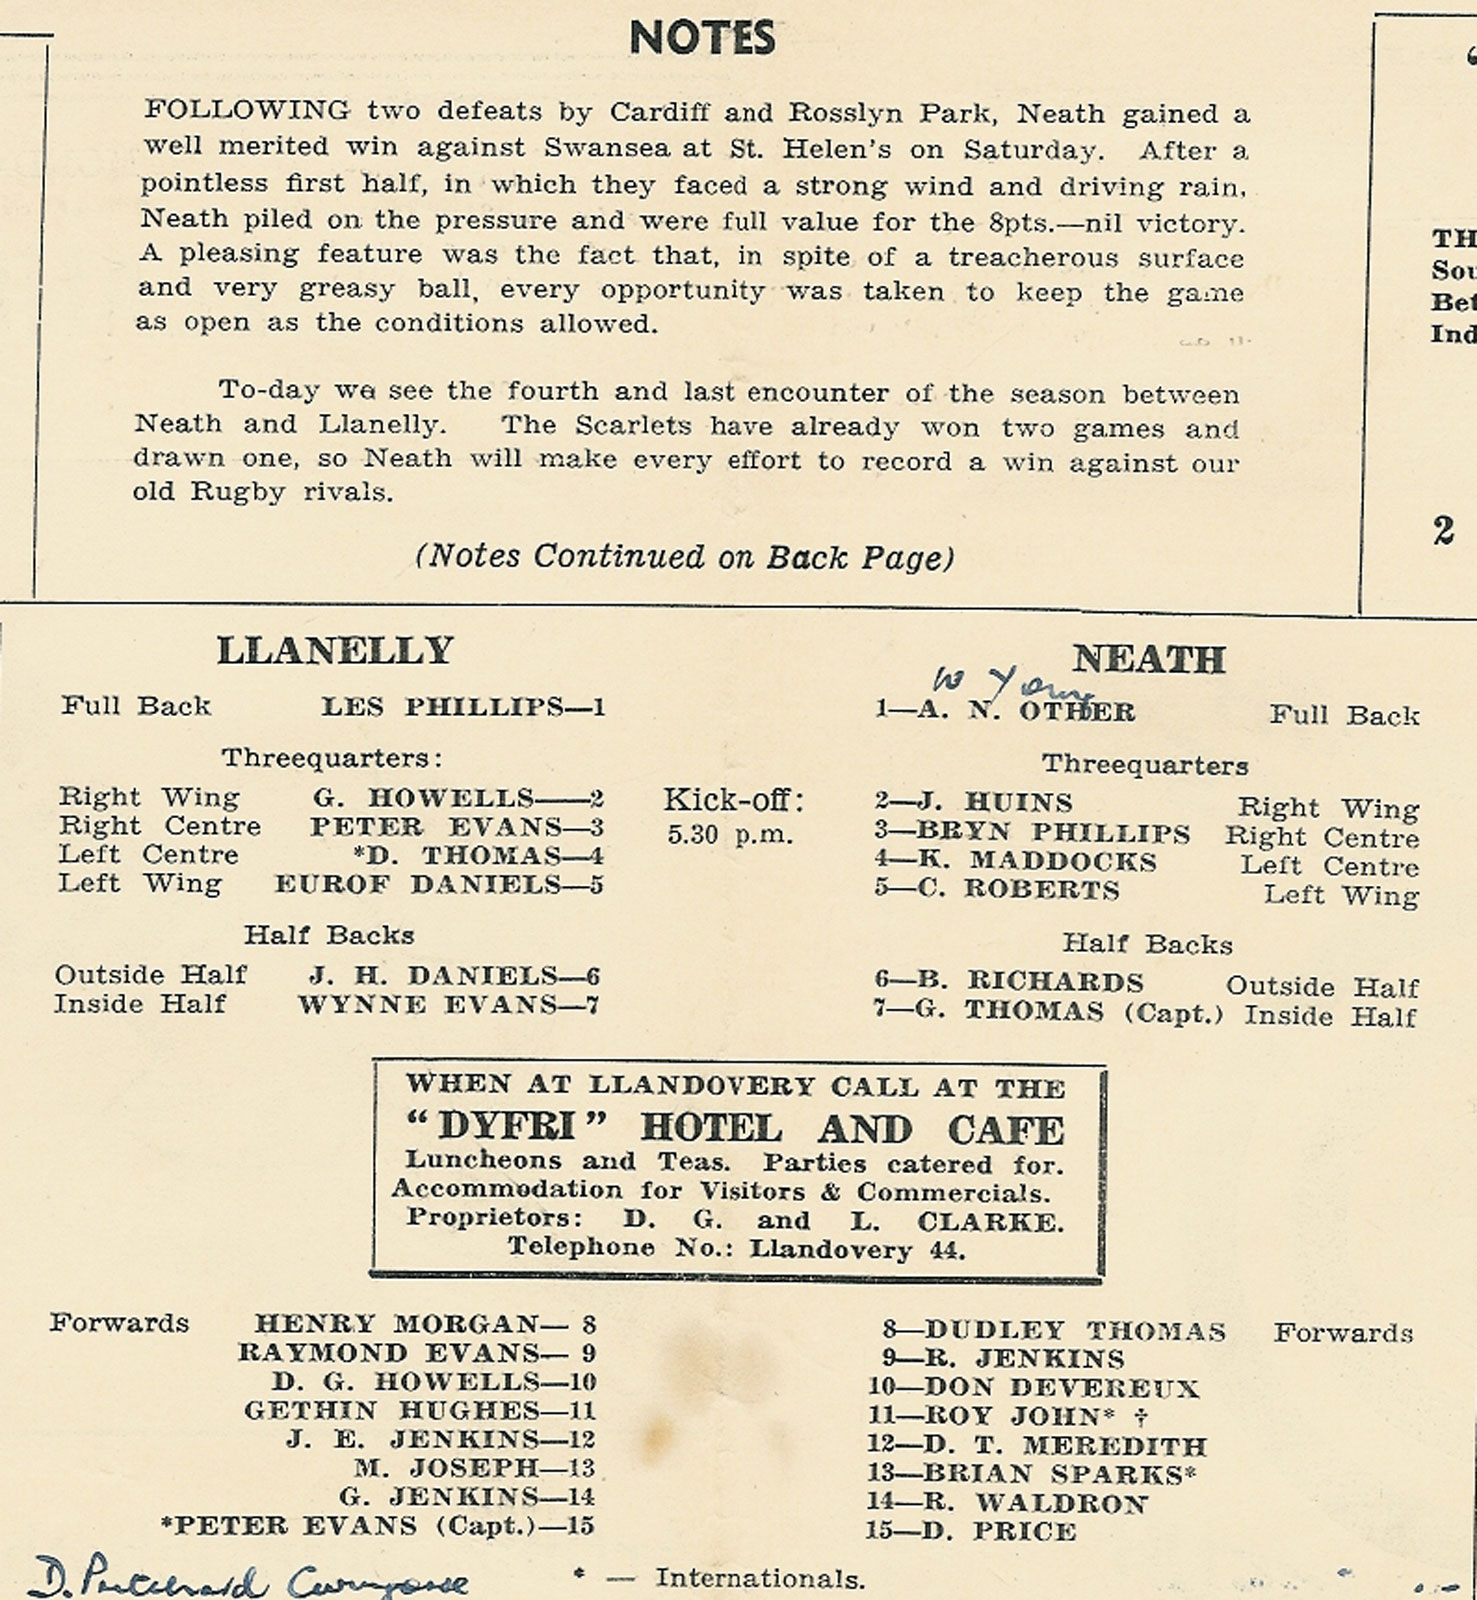 NOTES
FOLLOWING two defeats by Cardiff and Rosslyn Park, Neath gained a
well merited win against Swansea at St. Helen's on Saturday. After a
pointless first half, in which they faced a strong wind and driving rain,
Neath piled on the pressure and were full value for the 8pts.—nil victory.
A pleasing feature was the fact that, in spite of a treacherous surface
and very greasy ball, every opportunity was taken to keep the game
as open as the conditions allowed.
To-day we see the fourth and last encounter of the season between
Neath and Llanelly. The Scarlets have already won two games and
drawn one, so Neath will make every effort to record a win against our
old Rugby rivals.
(Notes Continued on Back Page)
"
TH
Sou
Bet
Ind
2
LLANELLY
Full Back LES PHILLIPS—1
Threequarters:
Right Wing G. HOWELLS——2
Right Centre PETER EVANS—3
Left Centre *D. THOMAS—4
Left Wing EUROF DANIELS—5
Half Backs
Outside Half J. H. DANIELS—6
Inside Half WYNNE EVANS—7
Kick-off:
5.30 p.m.
NEATH
W Young
1—A. N. OTHER Full Back
Threequarters
2—J. HUINS Right Wing
3—BRYN PHILLIPS Right Centre
4—K. MADDOCKS Left Centre
5—C. ROBERTS Left Wing
Half Backs
6—B. RICHARDS Outside Half
7—G. THOMAS (Capt.) Inside Half
WHEN AT LLANDOVERY CALL AT THE
"DYFRI" HOTEL AND CAFE
Luncheons and Teas. Parties catered for.
Accommodation for Visitors & Commercials.
Proprietors: D. G. and L. CLARKE.
Telephone No.: Llandovery 44.
Forwards HENRY MORGAN— 8
RAYMOND EVANS— 9
D. G. HOWELLS—10
GETHIN HUGHES—11
J. E. JENKINS—12
M. JOSEPH—13
G. JENKINS—14
*PETER EVANS (Capt.)—15
8—DUDLEY THOMAS Forwards
9—R. JENKINS
10—DON DEVEREUX
11—ROY JOHN* †
12—D. T. MEREDITH
13—BRIAN SPARKS*
14—R. WALDRON
15—D. PRICE
D. Pritchard
* — Internationals.